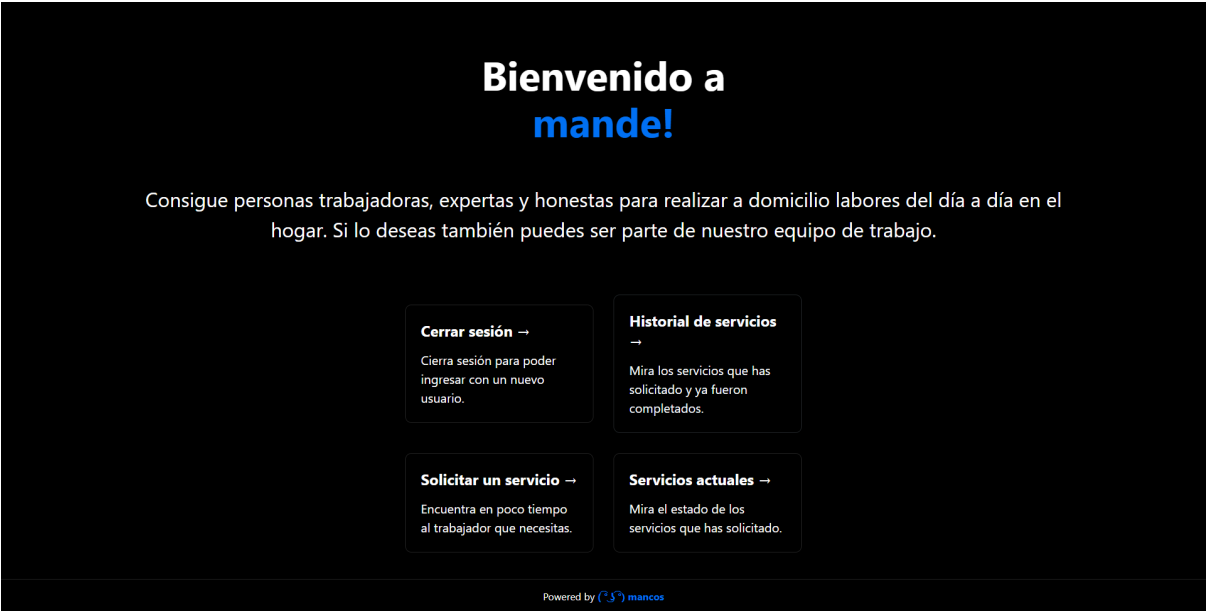 Bienvenido a
mande!
Consigue personas trabajadoras, expertas y honestas para realizar a domicilio labores del día a día en el
hogar. Si lo deseas también puedes ser parte de nuestro equipo de trabajo.
Cerrar sesión →
Cierra sesión para poder
ingresar con un nuevo
usuario.
Historial de servicios
→
Mira los servicios que has
solicitado y ya fueron
completados.
Solicitar un servicio →
Encuentra en poco tiempo
al trabajador que necesitas.
Servicios actuales →
Mira el estado de los
servicios que has solicitado.
Powered by ( ͡° ͜ʖ ͡°) mancos